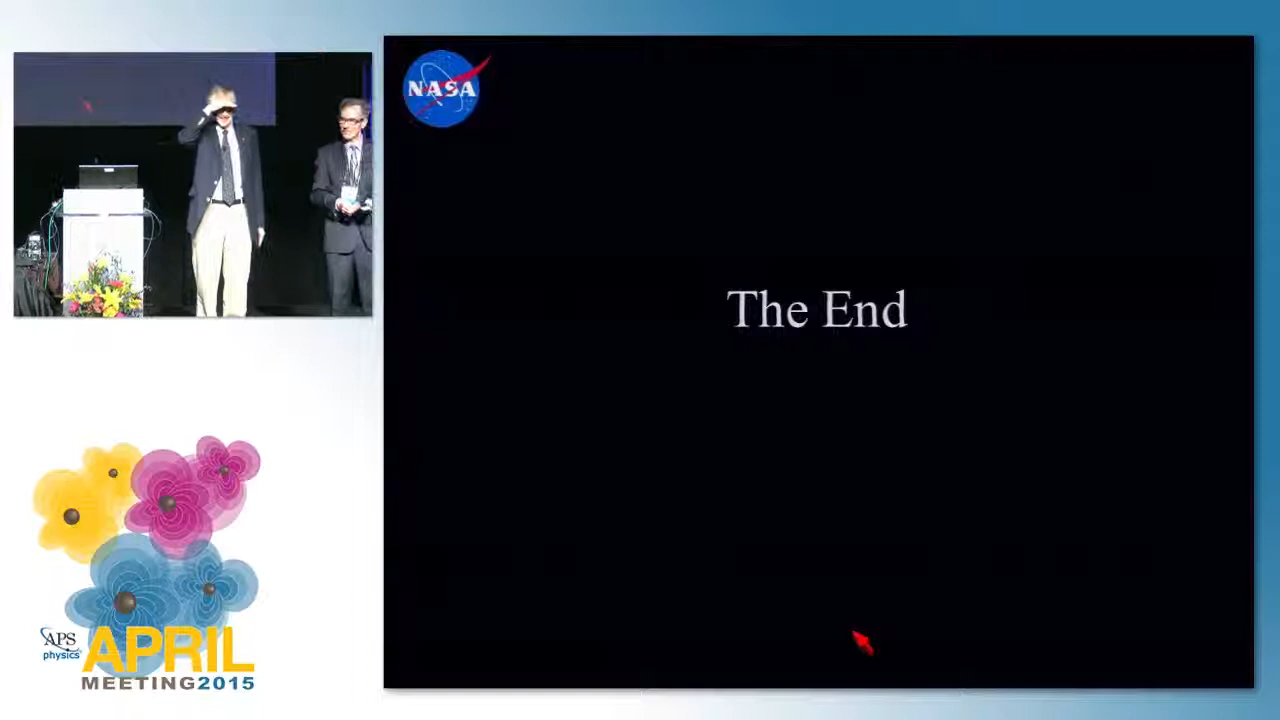 NASA
The End
APS
physics
APRIL
MEETING2015